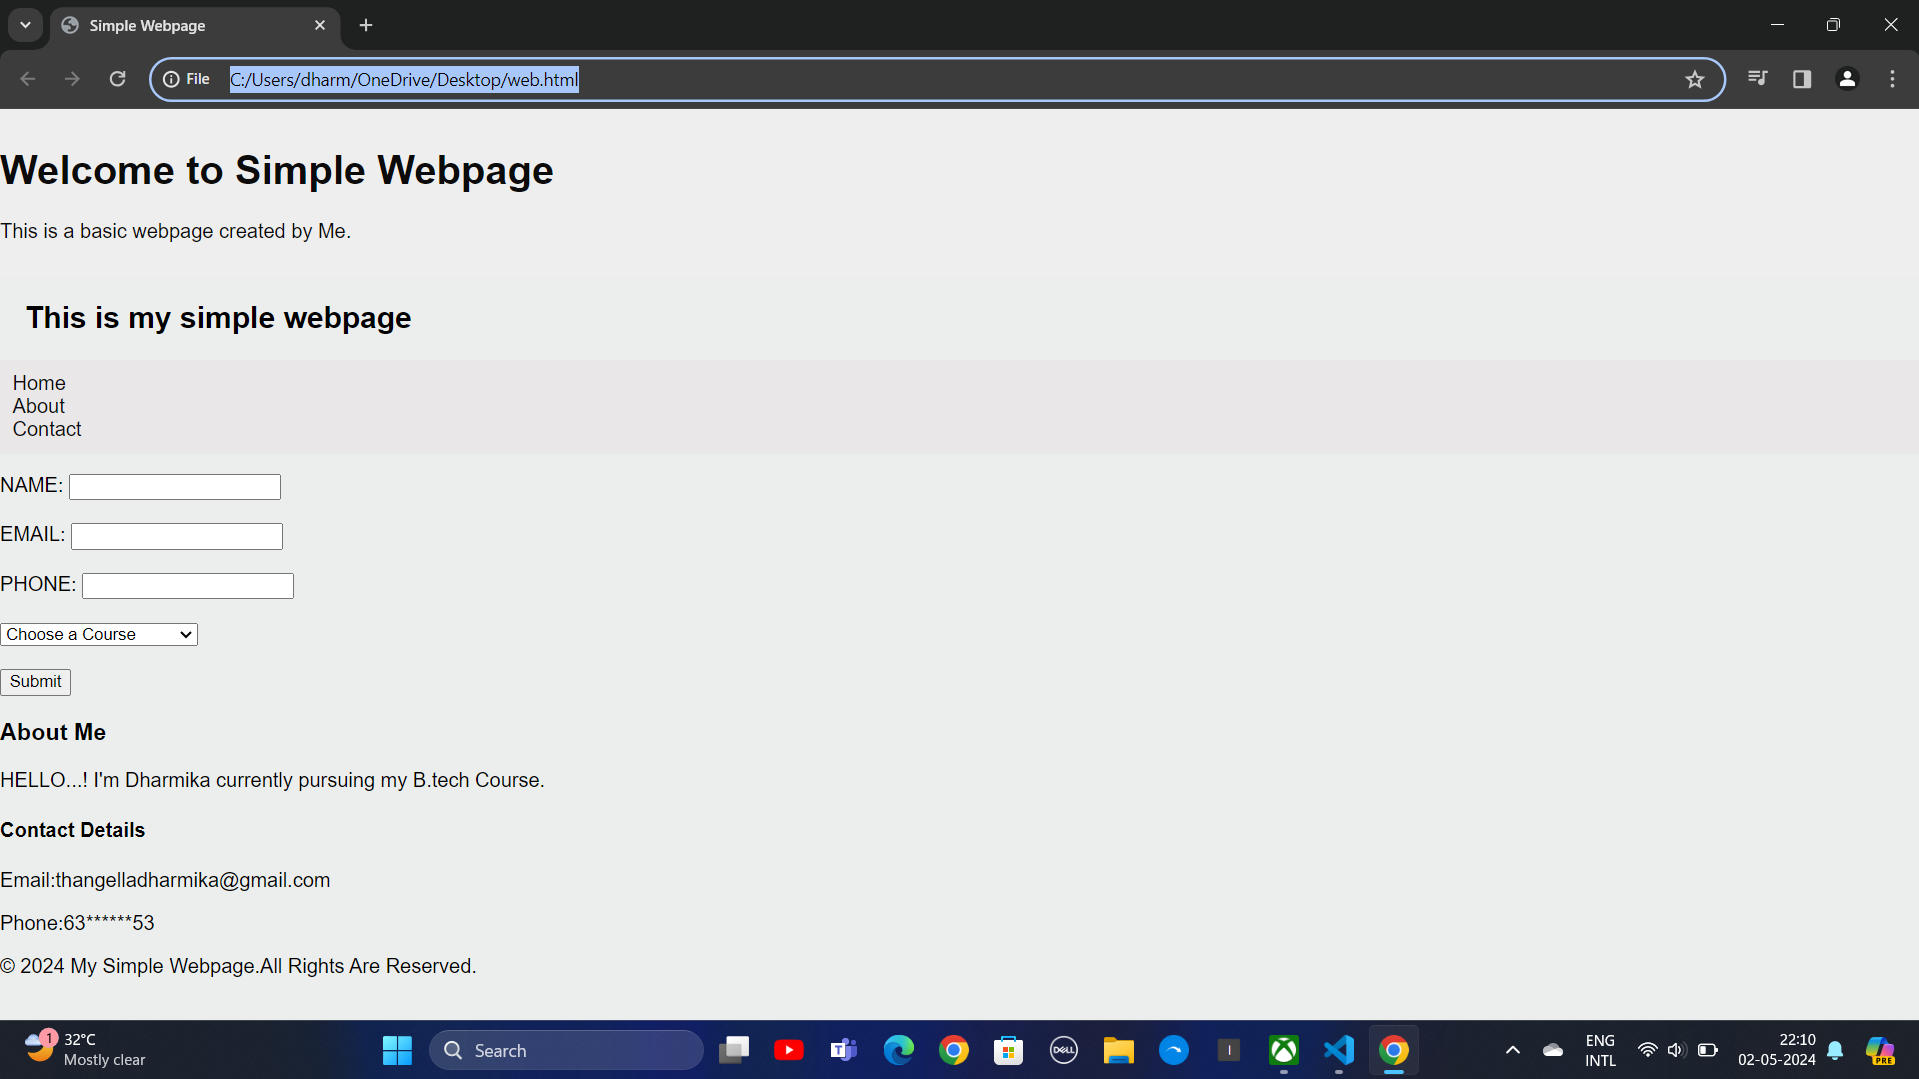 Simple Webpage
File C:/Users/dharm/OneDrive/Desktop/web.html
Welcome to Simple Webpage
This is a basic webpage created by Me.
This is my simple webpage
Home
About
Contact
NAME:
EMAIL:
PHONE:
Choose a Course
Submit
About Me
HELLO...! I'm Dharmika currently pursuing my B.tech Course.
Contact Details
Email:thangelladharmika@gmail.com
Phone:63******53
© 2024 My Simple Webpage.All Rights Are Reserved.
1
32°C
Mostly clear
Search
T
DELL
I
ENG
INTL
22:10
02-05-2024
PRE